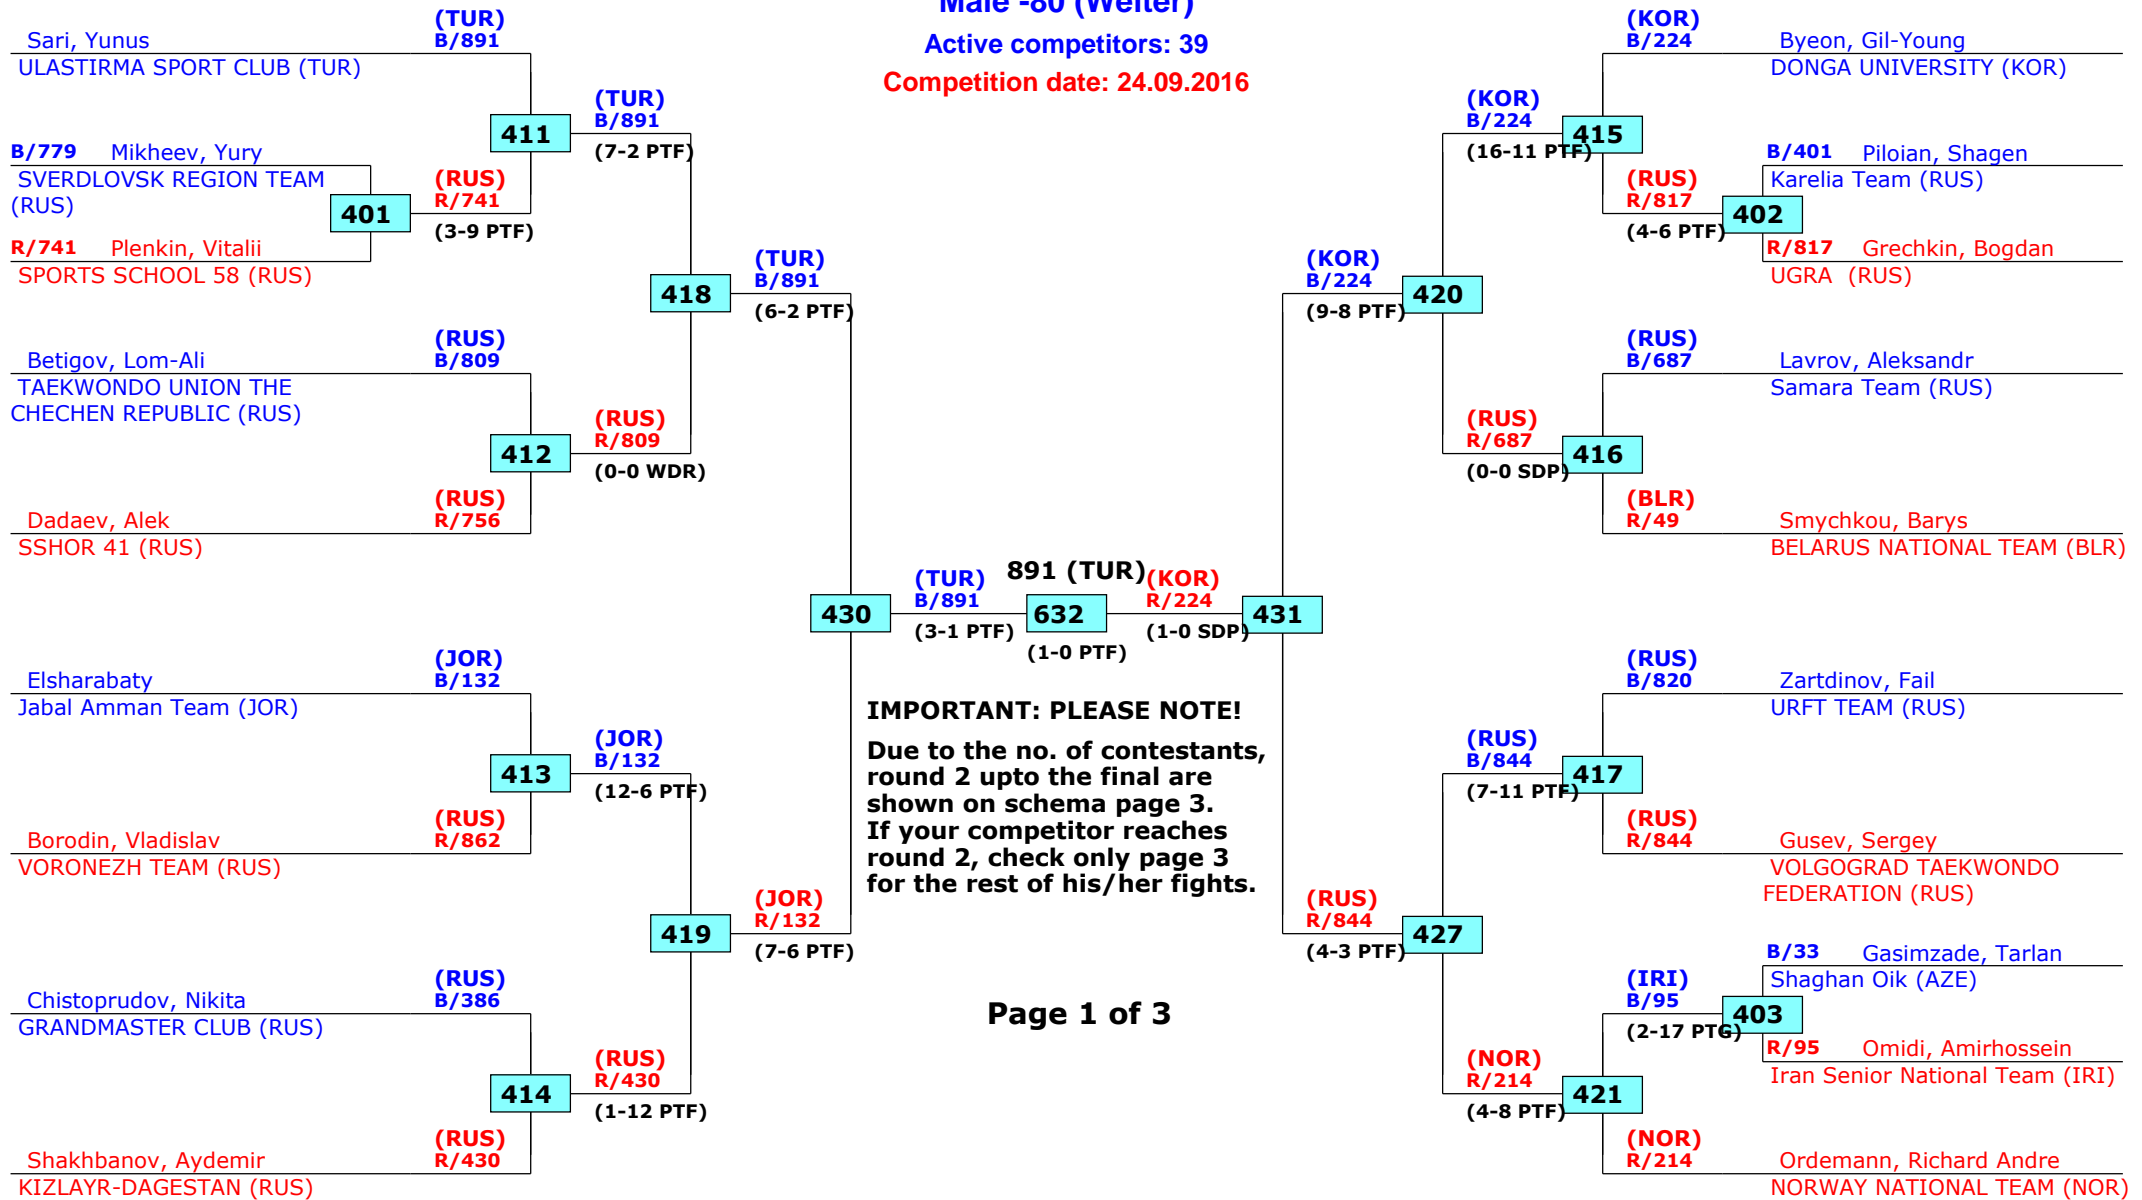 Male -80 (Welter)
Active competitors: 39
Competition date: 24.09.2016
Sari, Yunus
ULASTIRMA SPORT CLUB (TUR)
(TUR)
B/891
B/779 Mikheev, Yury
SVERDLOVSK REGION TEAM
(RUS)
401
R/741 Plenkin, Vitalii
SPORTS SCHOOL 58 (RUS)
(RUS)
R/741
(3-9 PTF)
411
(TUR)
B/891
(7-2 PTF)
Betigov, Lom-Ali
TAEKWONDO UNION THE
CHECHEN REPUBLIC (RUS)
(RUS)
B/809
412
(RUS)
R/809
(0-0 WDR)
Dadaev, Alek
SSHOR 41 (RUS)
(RUS)
R/756
418
(TUR)
B/891
(6-2 PTF)
Elsharabaty
Jabal Amman Team (JOR)
(JOR)
B/132
413
(JOR)
B/132
(12-6 PTF)
Borodin, Vladislav
VORONEZH TEAM (RUS)
(RUS)
R/862
419
(JOR)
R/132
(7-6 PTF)
Chistoprudov, Nikita
GRANDMASTER CLUB (RUS)
(RUS)
B/386
414
(RUS)
R/430
(1-12 PTF)
Shakhbanov, Aydemir
KIZLAYR-DAGESTAN (RUS)
(RUS)
R/430
430
(TUR)
B/891
(3-1 PTF)
891 (TUR)
632
(1-0 PTF)
(KOR)
R/224
(1-0 SDP)
431
IMPORTANT: PLEASE NOTE!
Due to the no. of contestants,
round 2 upto the final are
shown on schema page 3.
If your competitor reaches
round 2, check only page 3
for the rest of his/her fights.
Page 1 of 3
(KOR)
B/224
Byeon, Gil-Young
DONGA UNIVERSITY (KOR)
(KOR)
B/224
(16-11 PTF)
415
B/401 Piloian, Shagen
Karelia Team (RUS)
(RUS)
R/817
(4-6 PTF)
402
R/817 Grechkin, Bogdan
UGRA (RUS)
(KOR)
B/224
(9-8 PTF)
420
(RUS)
B/687
Lavrov, Aleksandr
Samara Team (RUS)
(RUS)
R/687
(0-0 SDP)
416
(BLR)
R/49
Smychkou, Barys
BELARUS NATIONAL TEAM (BLR)
(RUS)
B/820
Zartdinov, Fail
URFT TEAM (RUS)
(RUS)
B/844
(7-11 PTF)
417
(RUS)
R/844
Gusev, Sergey
VOLGOGRAD TAEKWONDO
FEDERATION (RUS)
(RUS)
R/844
(4-3 PTF)
427
B/33 Gasimzade, Tarlan
Shaghan Oik (AZE)
(IRI)
B/95
(2-17 PTG)
403
R/95 Omidi, Amirhossein
Iran Senior National Team (IRI)
(NOR)
R/214
(4-8 PTF)
421
(NOR)
R/214
Ordemann, Richard Andre
NORWAY NATIONAL TEAM (NOR)